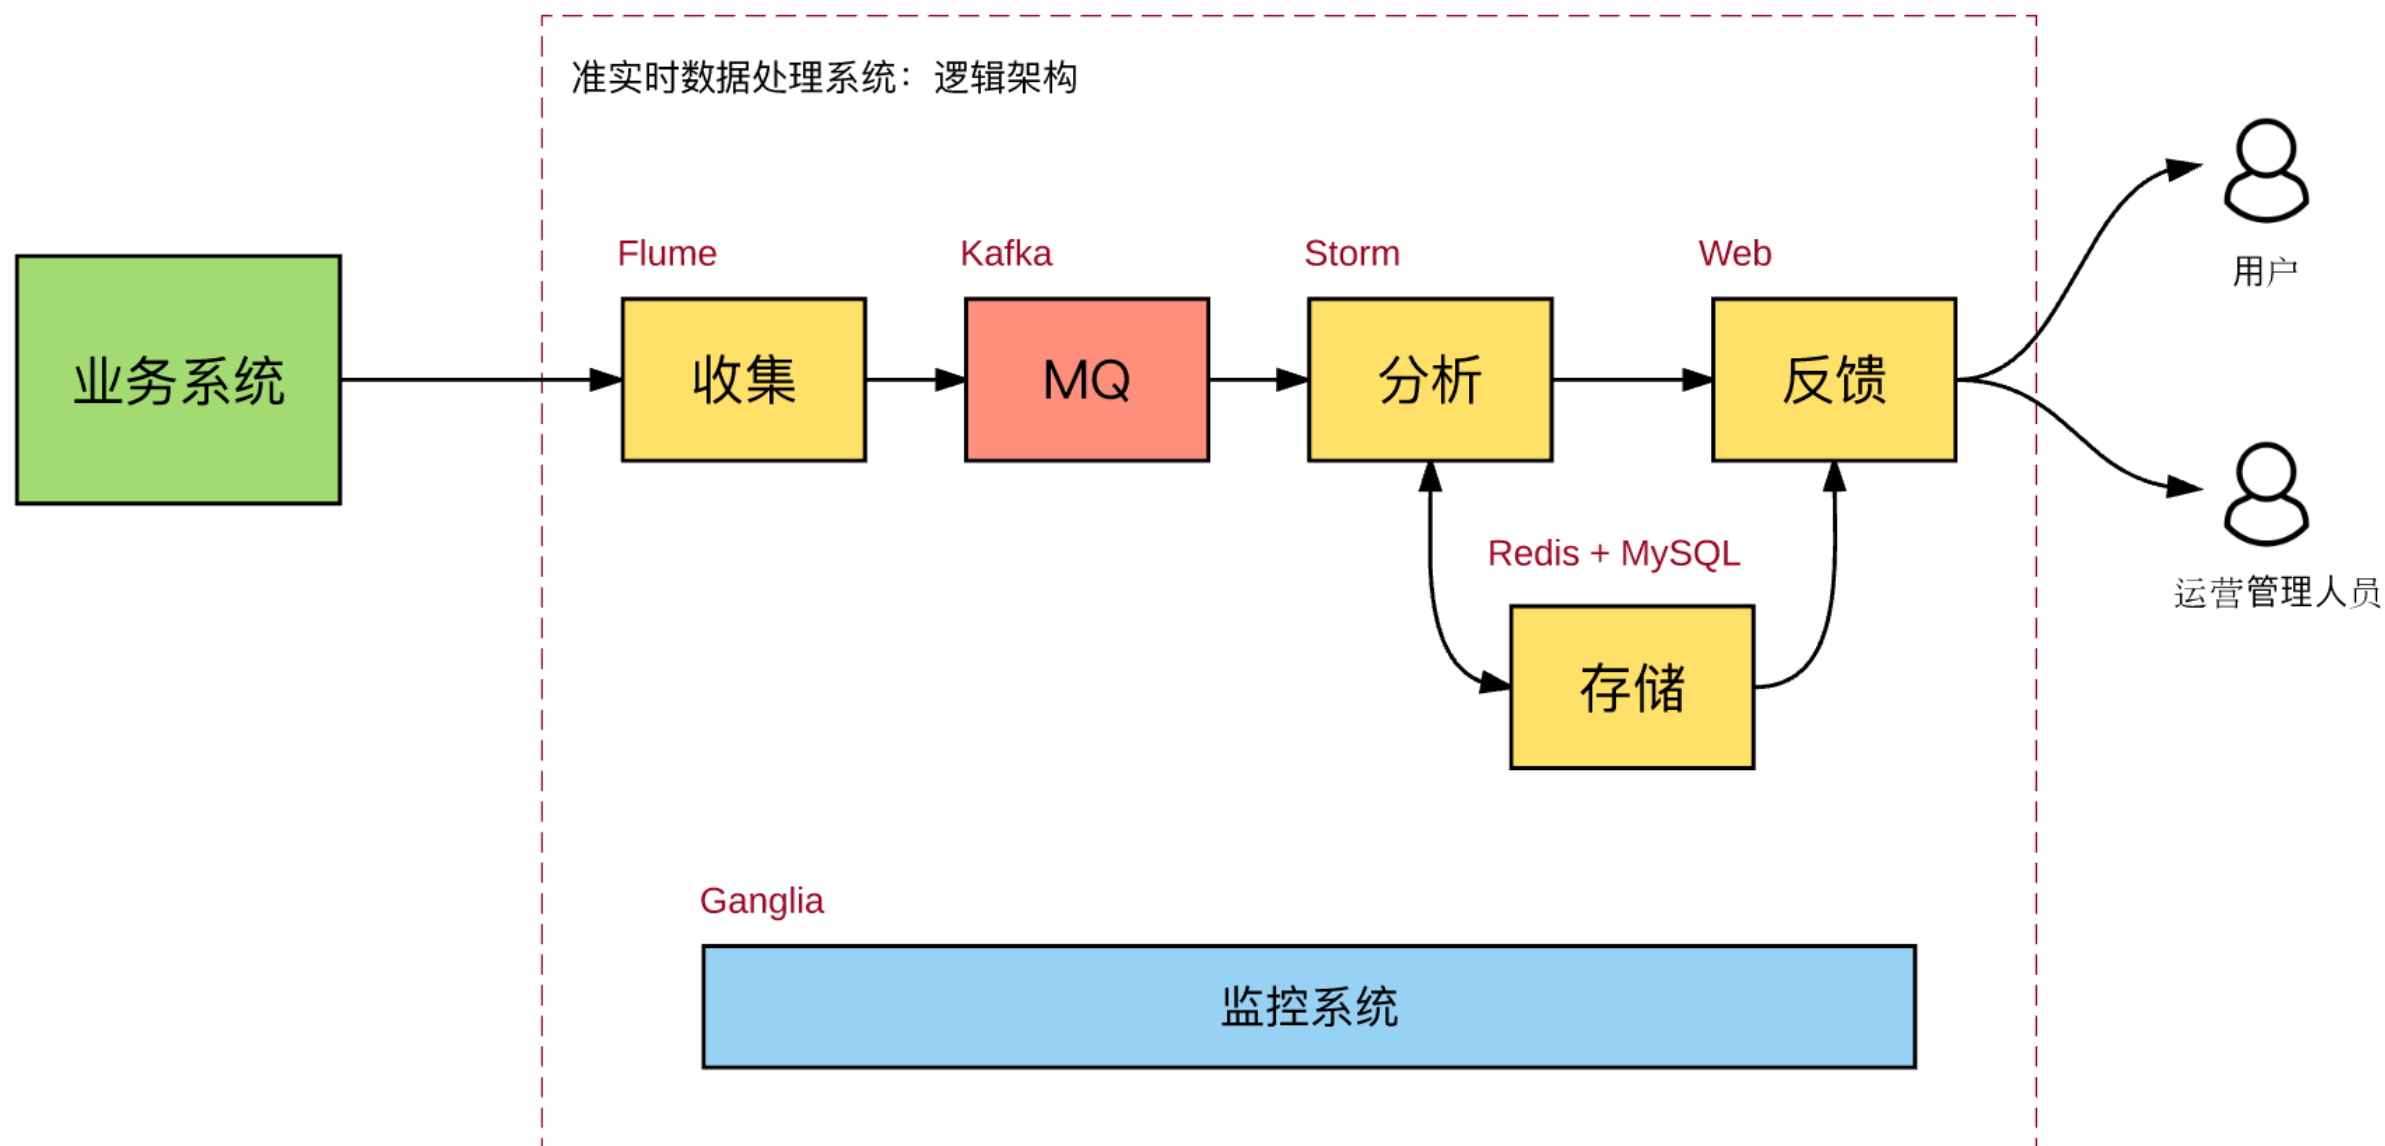 准实时数据处理系统：逻辑架构
Flume
Kafka
Storm
Web
用户
业务系统
收集
MQ
分析
反馈
Redis + MySQL
运营管理人员
存储
Ganglia
监控系统